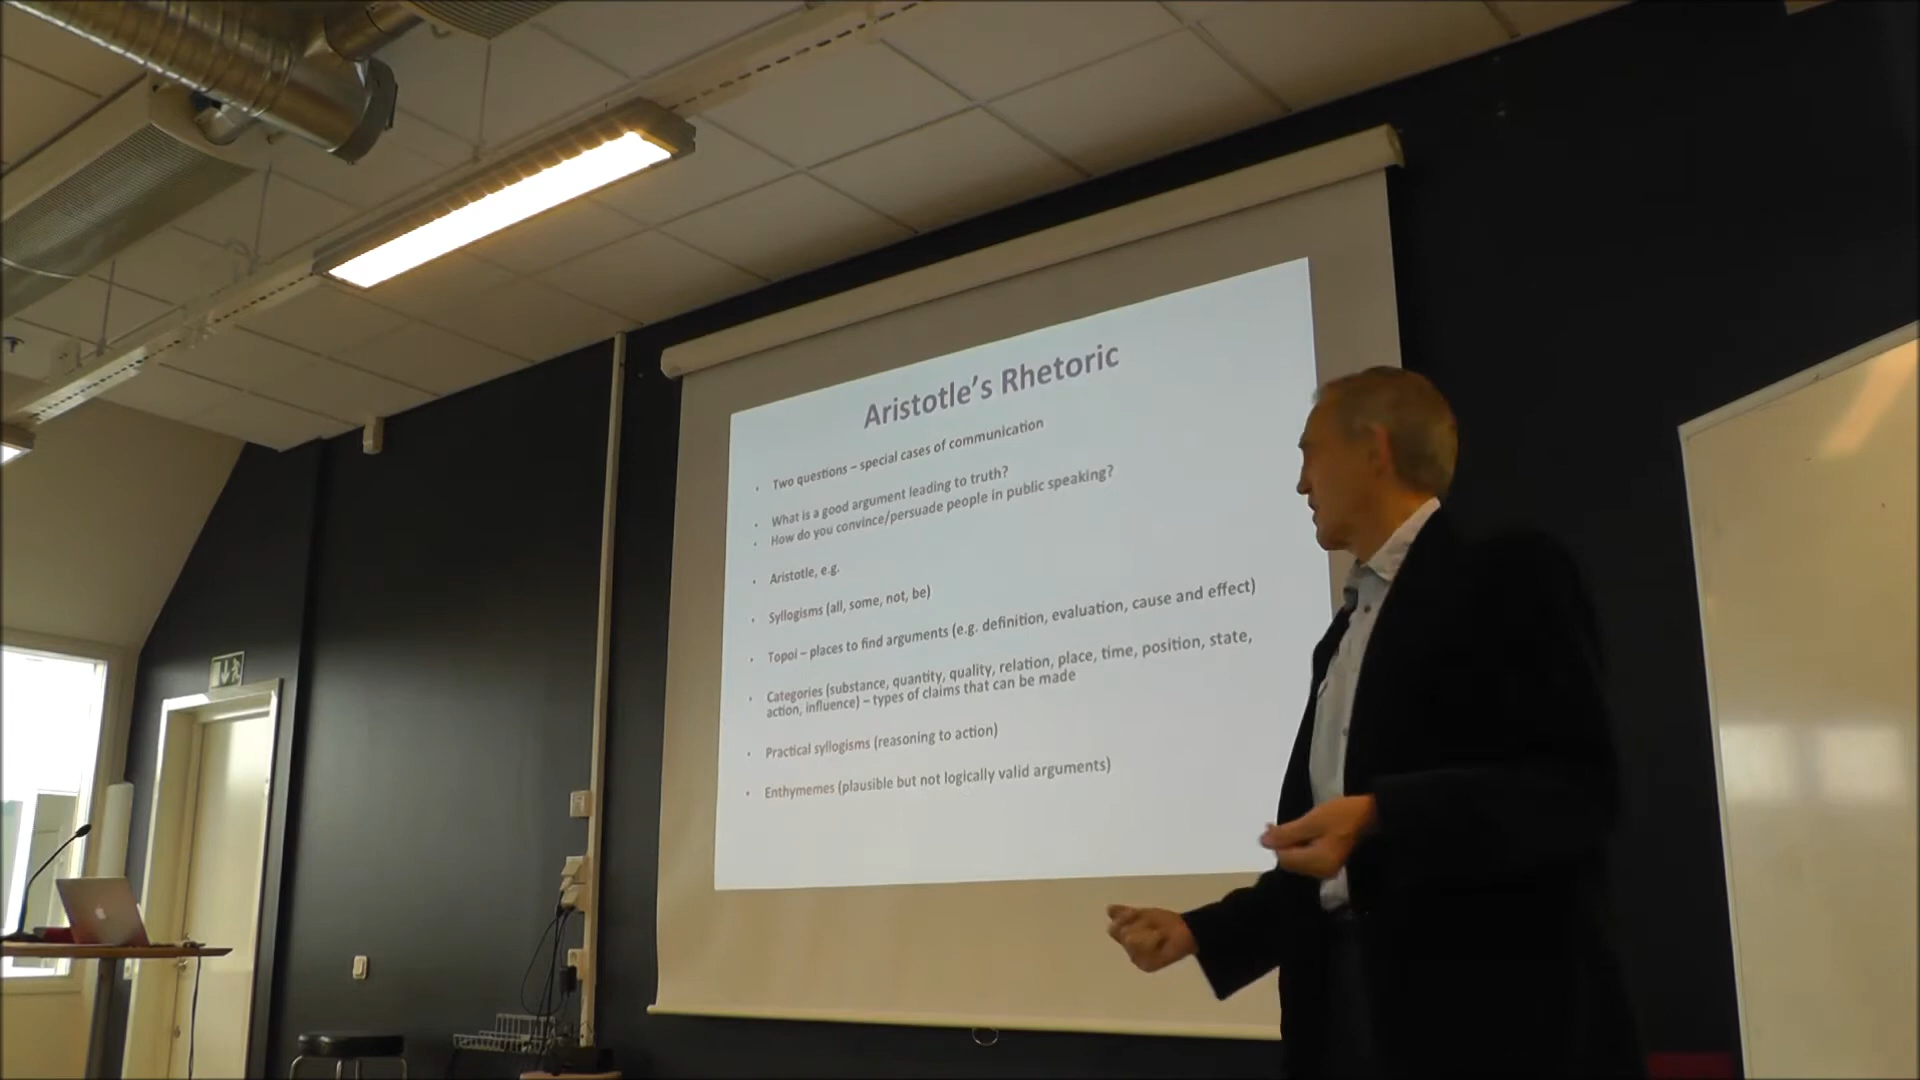 Aristotle's Rhetoric
• Two questions – special cases of communication
• What is a good argument leading to truth?
• How do you convince/persuade people in public speaking?
• Aristotle, e.g.
• Syllogisms (all, some, not, be)
• Topoi – places to find arguments (e.g. definition, evaluation, cause and effect)
• Categories (substance, quantity, quality, relation, place, time, position, state,
action, influence) – types of claims that can be made
• Practical syllogisms (reasoning to action)
• Enthymemes (plausible but not logically valid arguments)